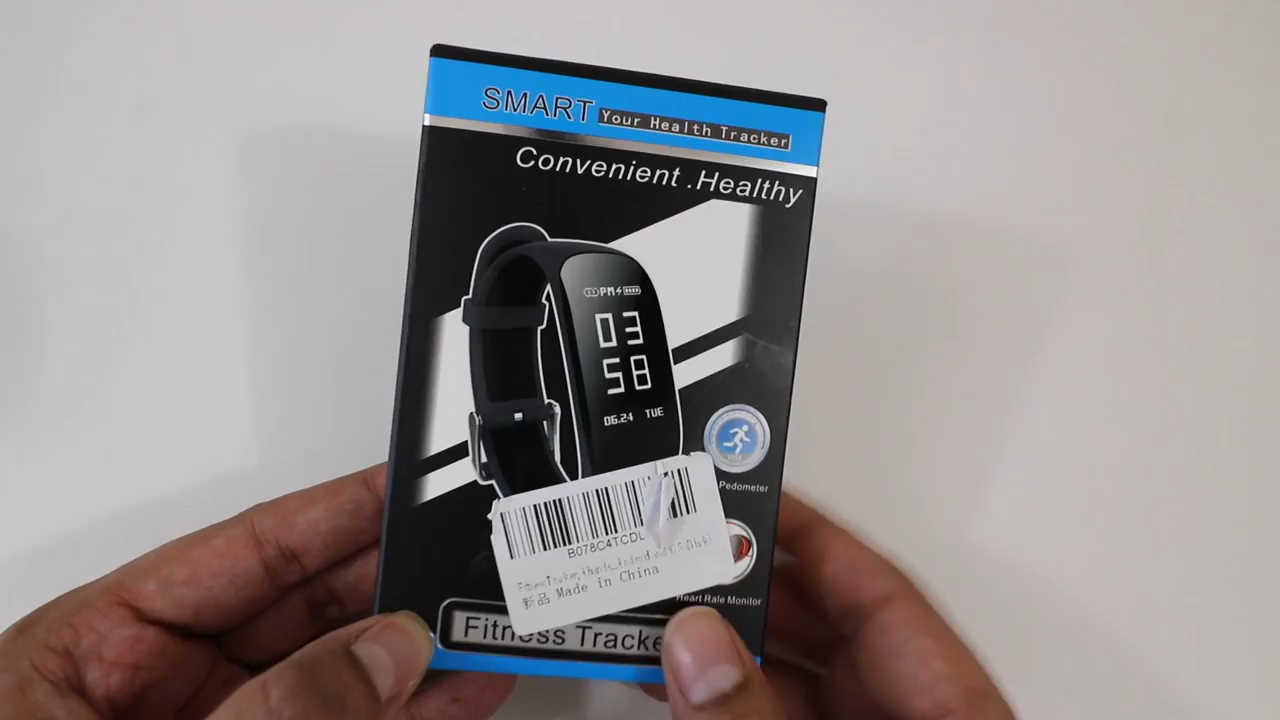 SMART Your Health Tracker
Convenient .Healthy
PM
03
58
06.24 TUE
Pedometer
B078C4TCDL
新品 Made in China
Heart Rate Monitor
Fitness Tracke